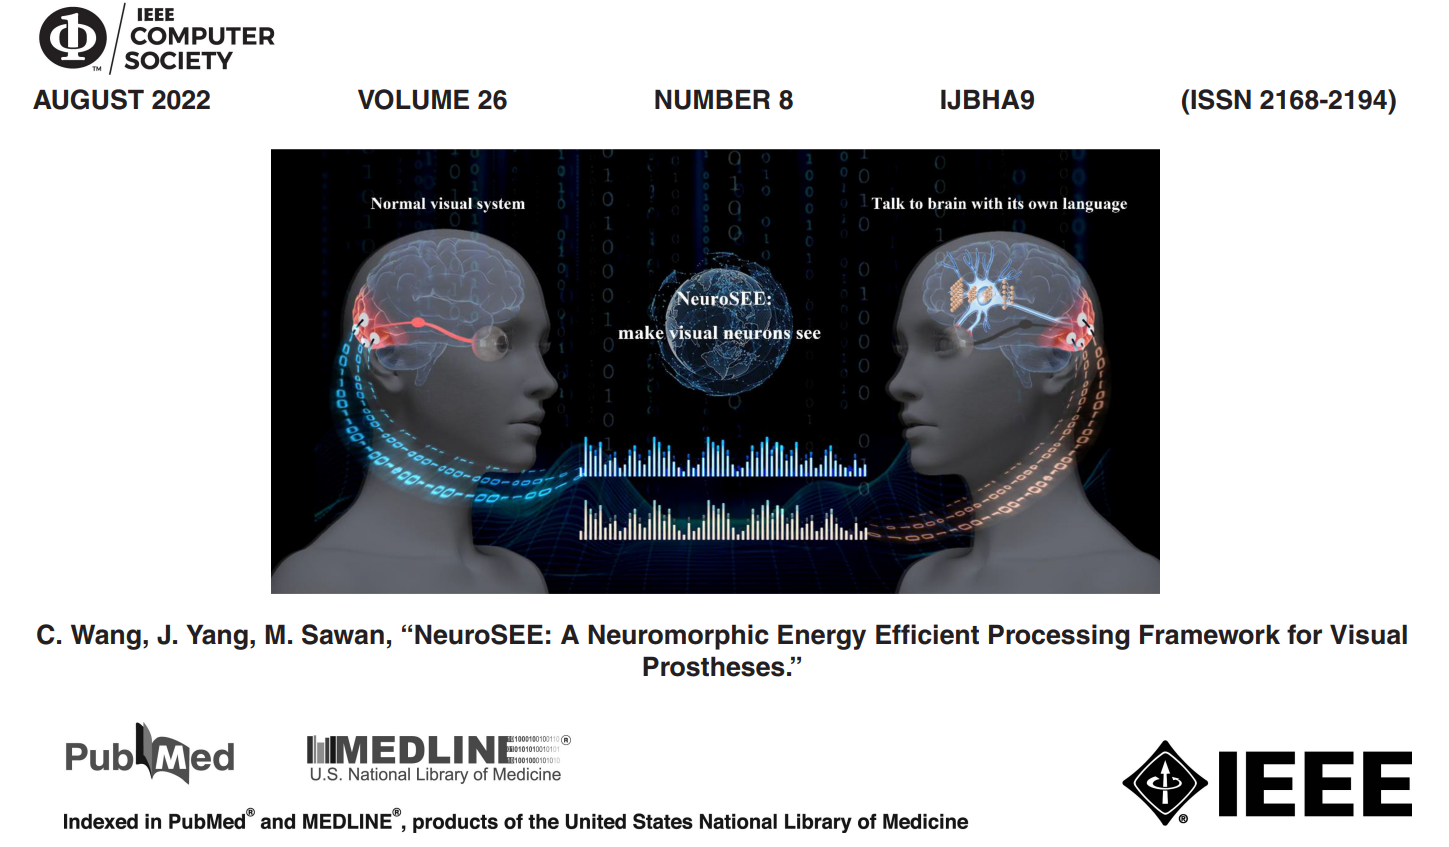 IEEE
COMPUTER
SOCIETY
TM
AUGUST 2022 VOLUME 26 NUMBER 8 IJBHA9 (ISSN 2168-2194)
Normal visual system
Talk to brain with its own language
NeuroSEE:
make visual neurons see
C. Wang, J. Yang, M. Sawan, “NeuroSEE: A Neuromorphic Energy Efficient Processing Framework for Visual
Prostheses.”
PubMed
MEDLINE®
U.S. National Library of Medicine
IEEE
®
Indexed in PubMed® and MEDLINE®, products of the United States National Library of Medicine